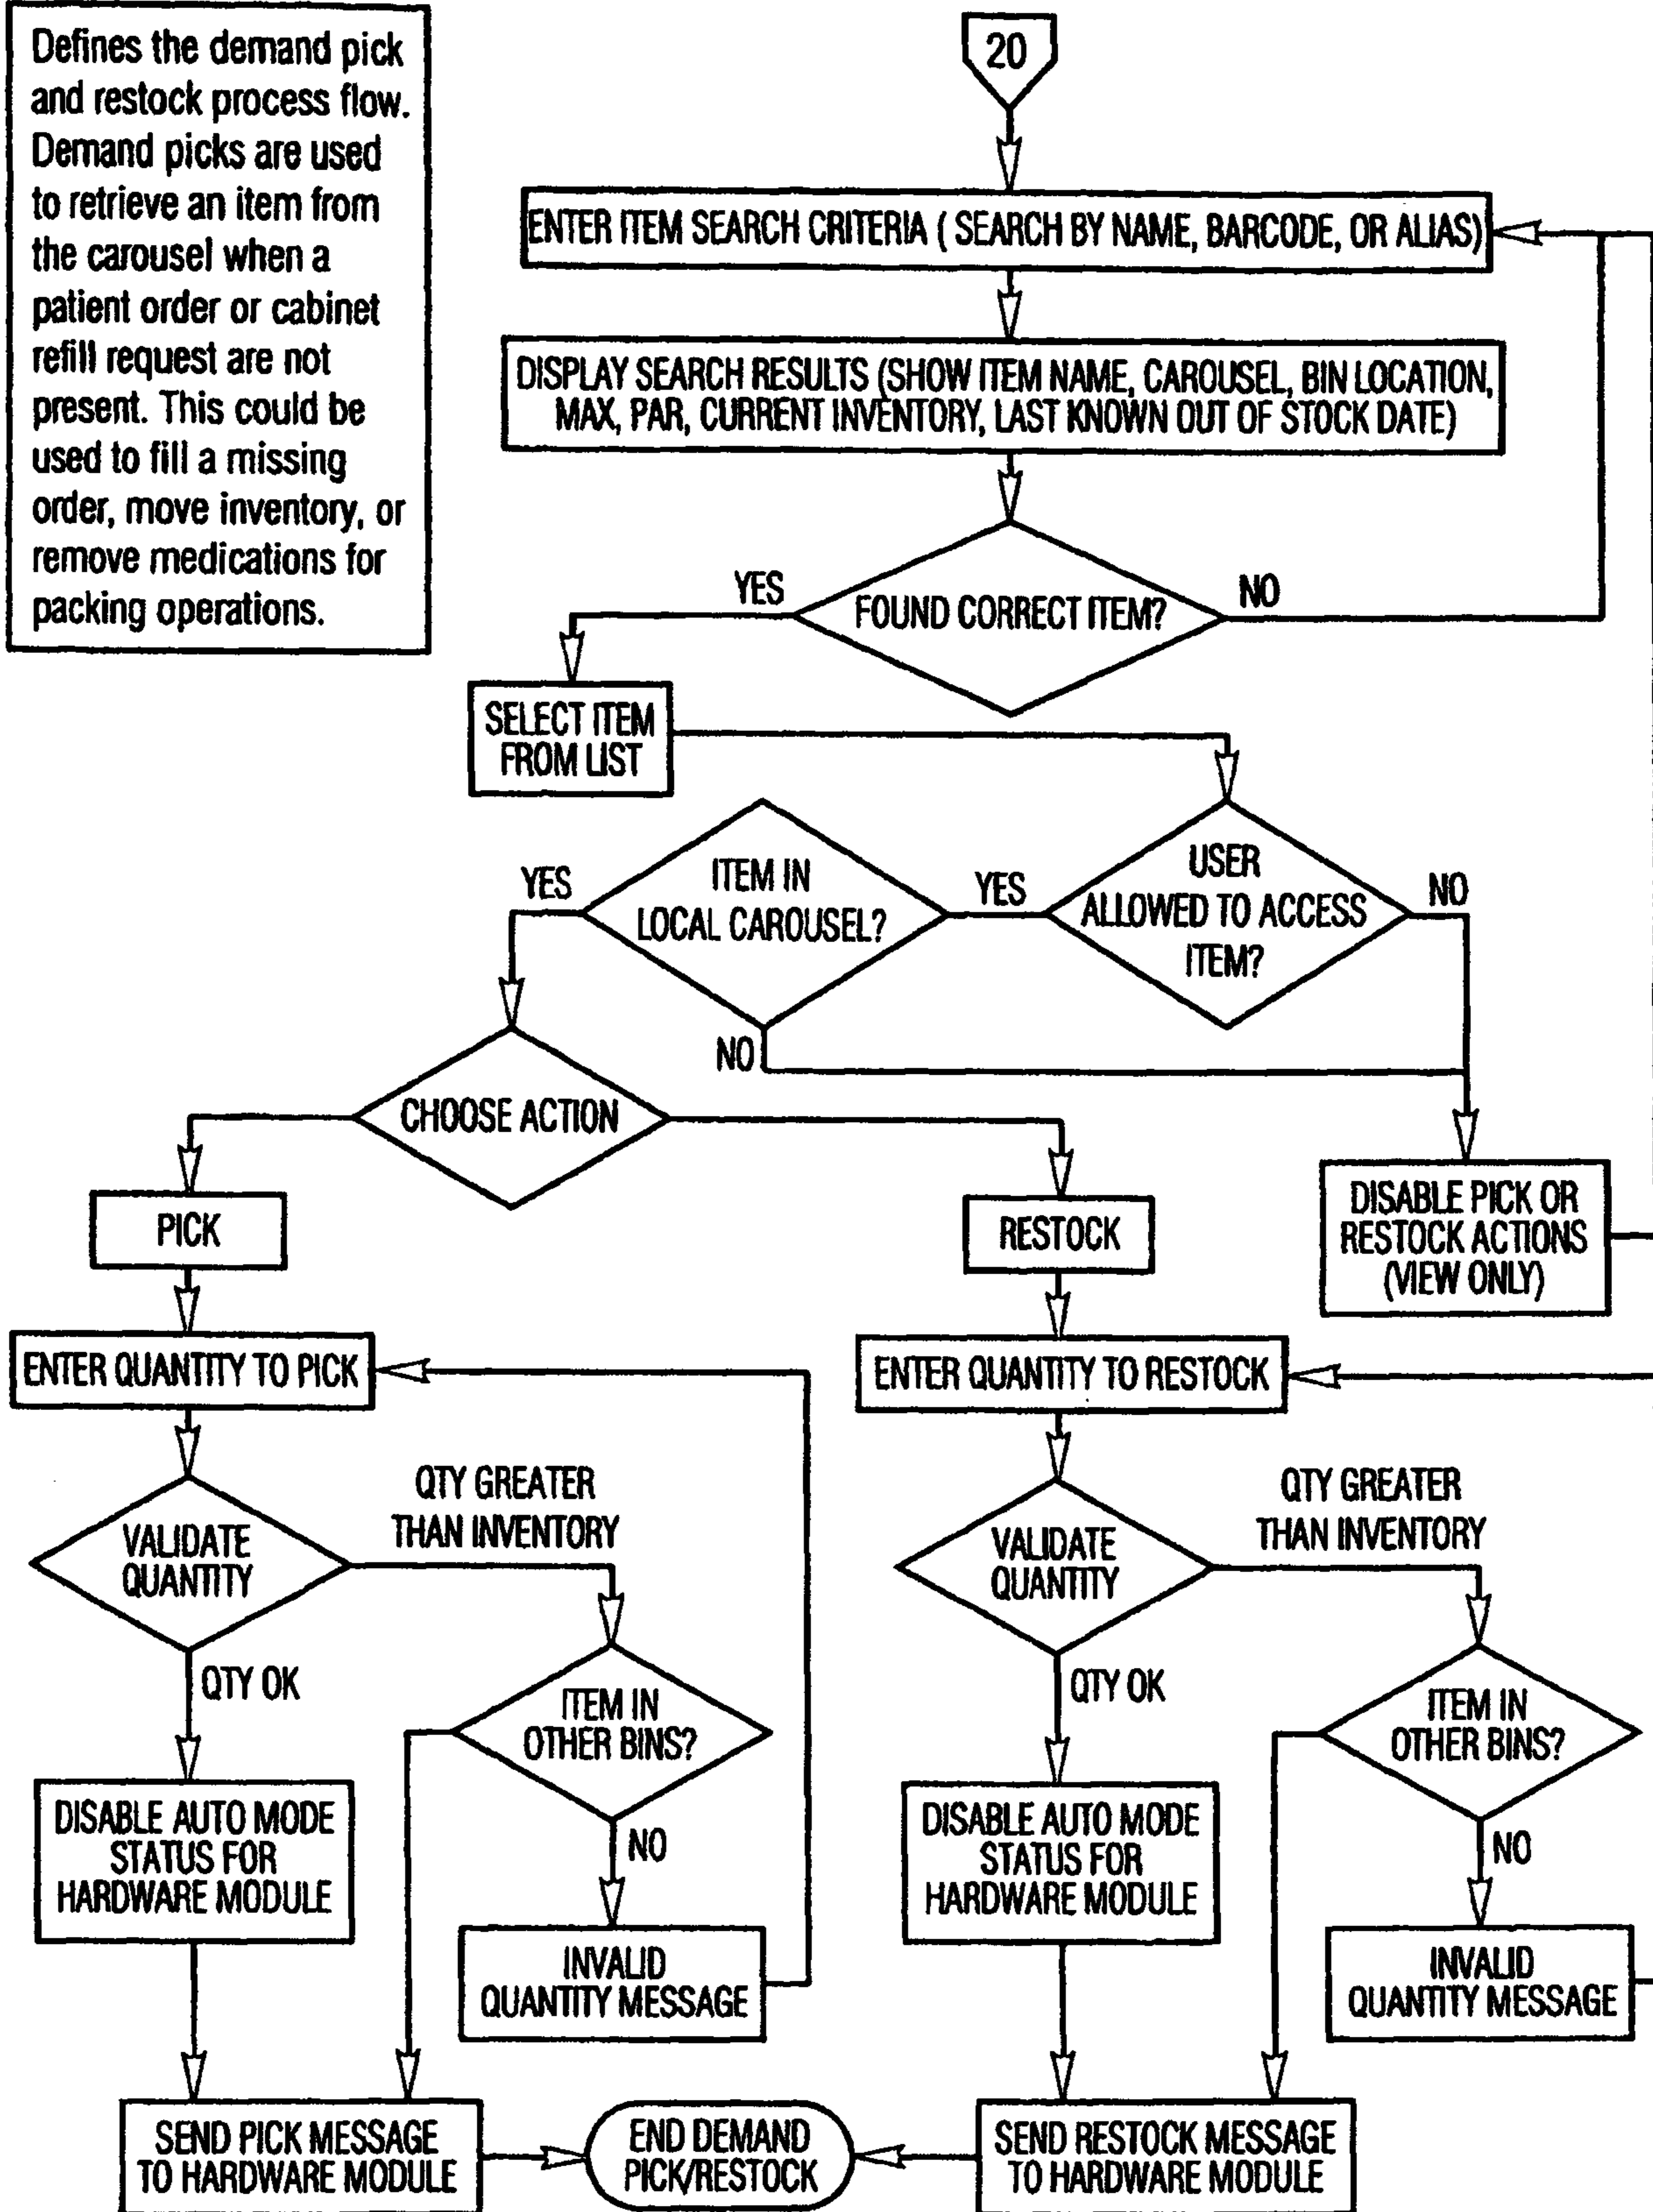 Defines the demand pick
and restock process flow.
Demand picks are used
to retrieve an item from
the carousel when a
patient order or cabinet
refill request are not
present. This could be
used to fill a missing
order, move inventory, or
remove medications for
packing operations.
20
ENTER ITEM SEARCH CRITERIA ( SEARCH BY NAME, BARCODE, OR ALIAS)
DISPLAY SEARCH RESULTS (SHOW ITEM NAME, CAROUSEL, BIN LOCATION,
MAX, PAR, CURRENT INVENTORY, LAST KNOWN OUT OF STOCK DATE)
FOUND CORRECT ITEM?
YES
NO
SELECT ITEM
FROM LIST
USER
ALLOWED TO ACCESS
ITEM?
YES
NO
ITEM IN
LOCAL CAROUSEL?
YES
NO
CHOOSE ACTION
PICK
RESTOCK
DISABLE PICK OR
RESTOCK ACTIONS
(VIEW ONLY)
ENTER QUANTITY TO PICK
VALIDATE
QUANTITY
QTY GREATER
THAN INVENTORY
QTY OK
ITEM IN
OTHER BINS?
NO
DISABLE AUTO MODE
STATUS FOR
HARDWARE MODULE
INVALID
QUANTITY MESSAGE
SEND PICK MESSAGE
TO HARDWARE MODULE
ENTER QUANTITY TO RESTOCK
VALIDATE
QUANTITY
QTY GREATER
THAN INVENTORY
QTY OK
ITEM IN
OTHER BINS?
NO
DISABLE AUTO MODE
STATUS FOR
HARDWARE MODULE
INVALID
QUANTITY MESSAGE
SEND RESTOCK MESSAGE
TO HARDWARE MODULE
END DEMAND
PICK/RESTOCK